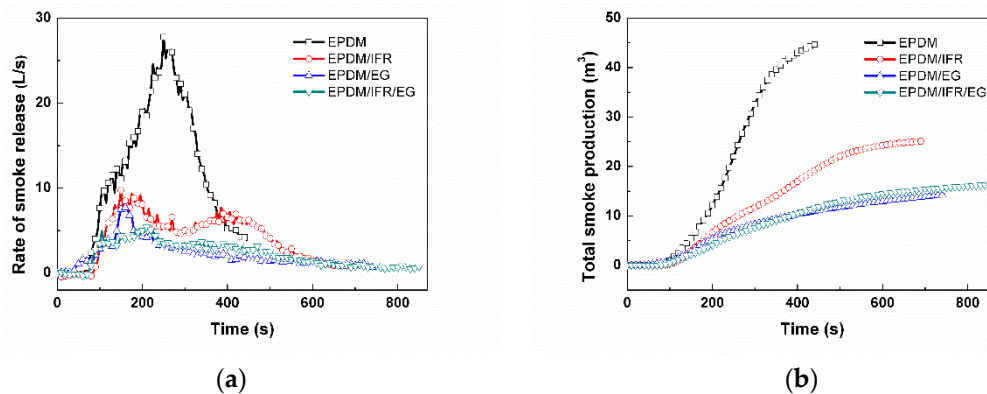 30
20
10
0
Rate of smoke release (L/s)
EPDM
EPDM/IFR
EPDM/EG
EPDM/IFR/EG
0 200 400 600 800
Time (s)
(a)
50
40
30
20
10
0
Total smoke production (m³)
EPDM
EPDM/IFR
EPDM/EG
EPDM/IFR/EG
0 200 400 600 800
Time (s)
(b)